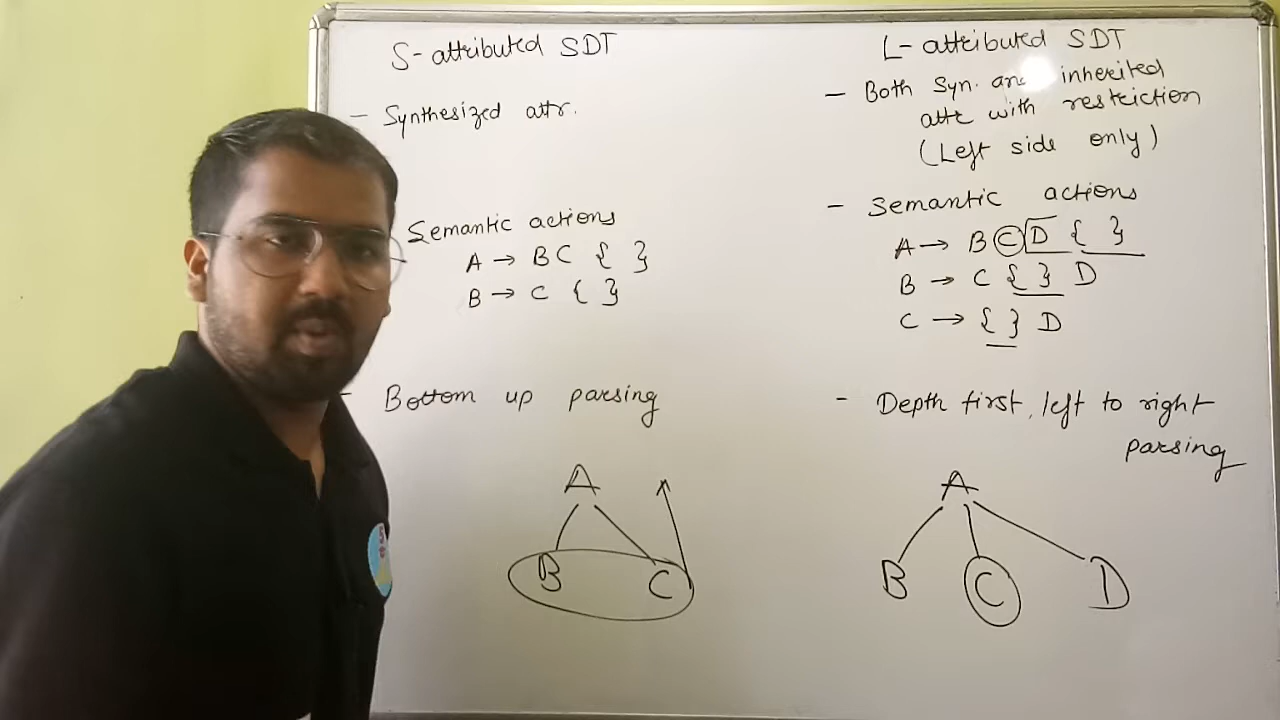 S-attributed SDT
- Synthesized attr.
Semantic actions
A → BC { }
B → C { }
- Bottom up parsing
A
B C
L-attributed SDT
- Both Syn. and inherited
attr with restriction
(Left side only)
- Semantic actions
A → B C D { }
B → C { } D
C → { } D
- Depth first, left to right
parsing
A
B C D